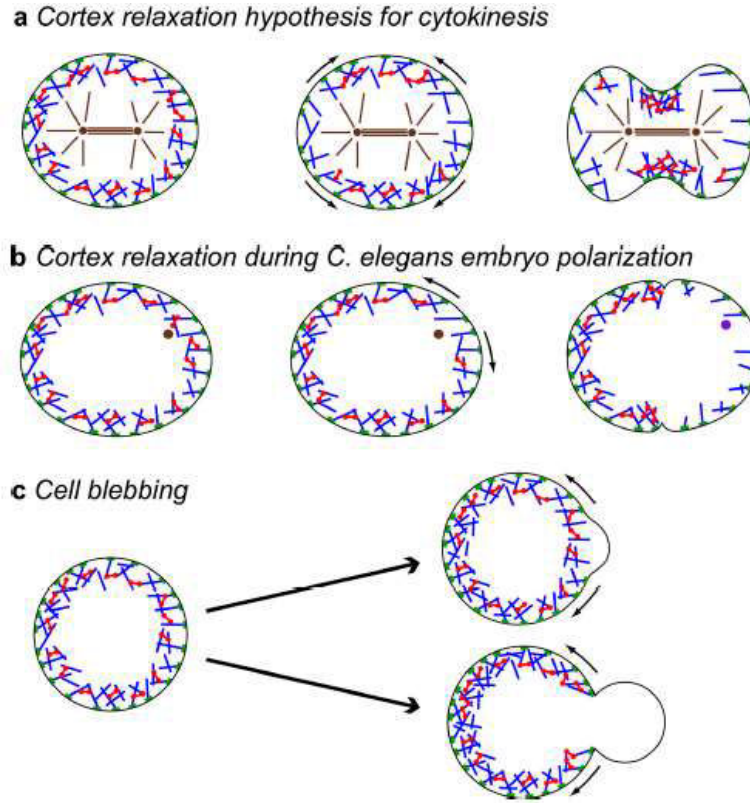 a Cortex relaxation hypothesis for cytokinesis
b Cortex relaxation during C. elegans embryo polarization
c Cell blebbing